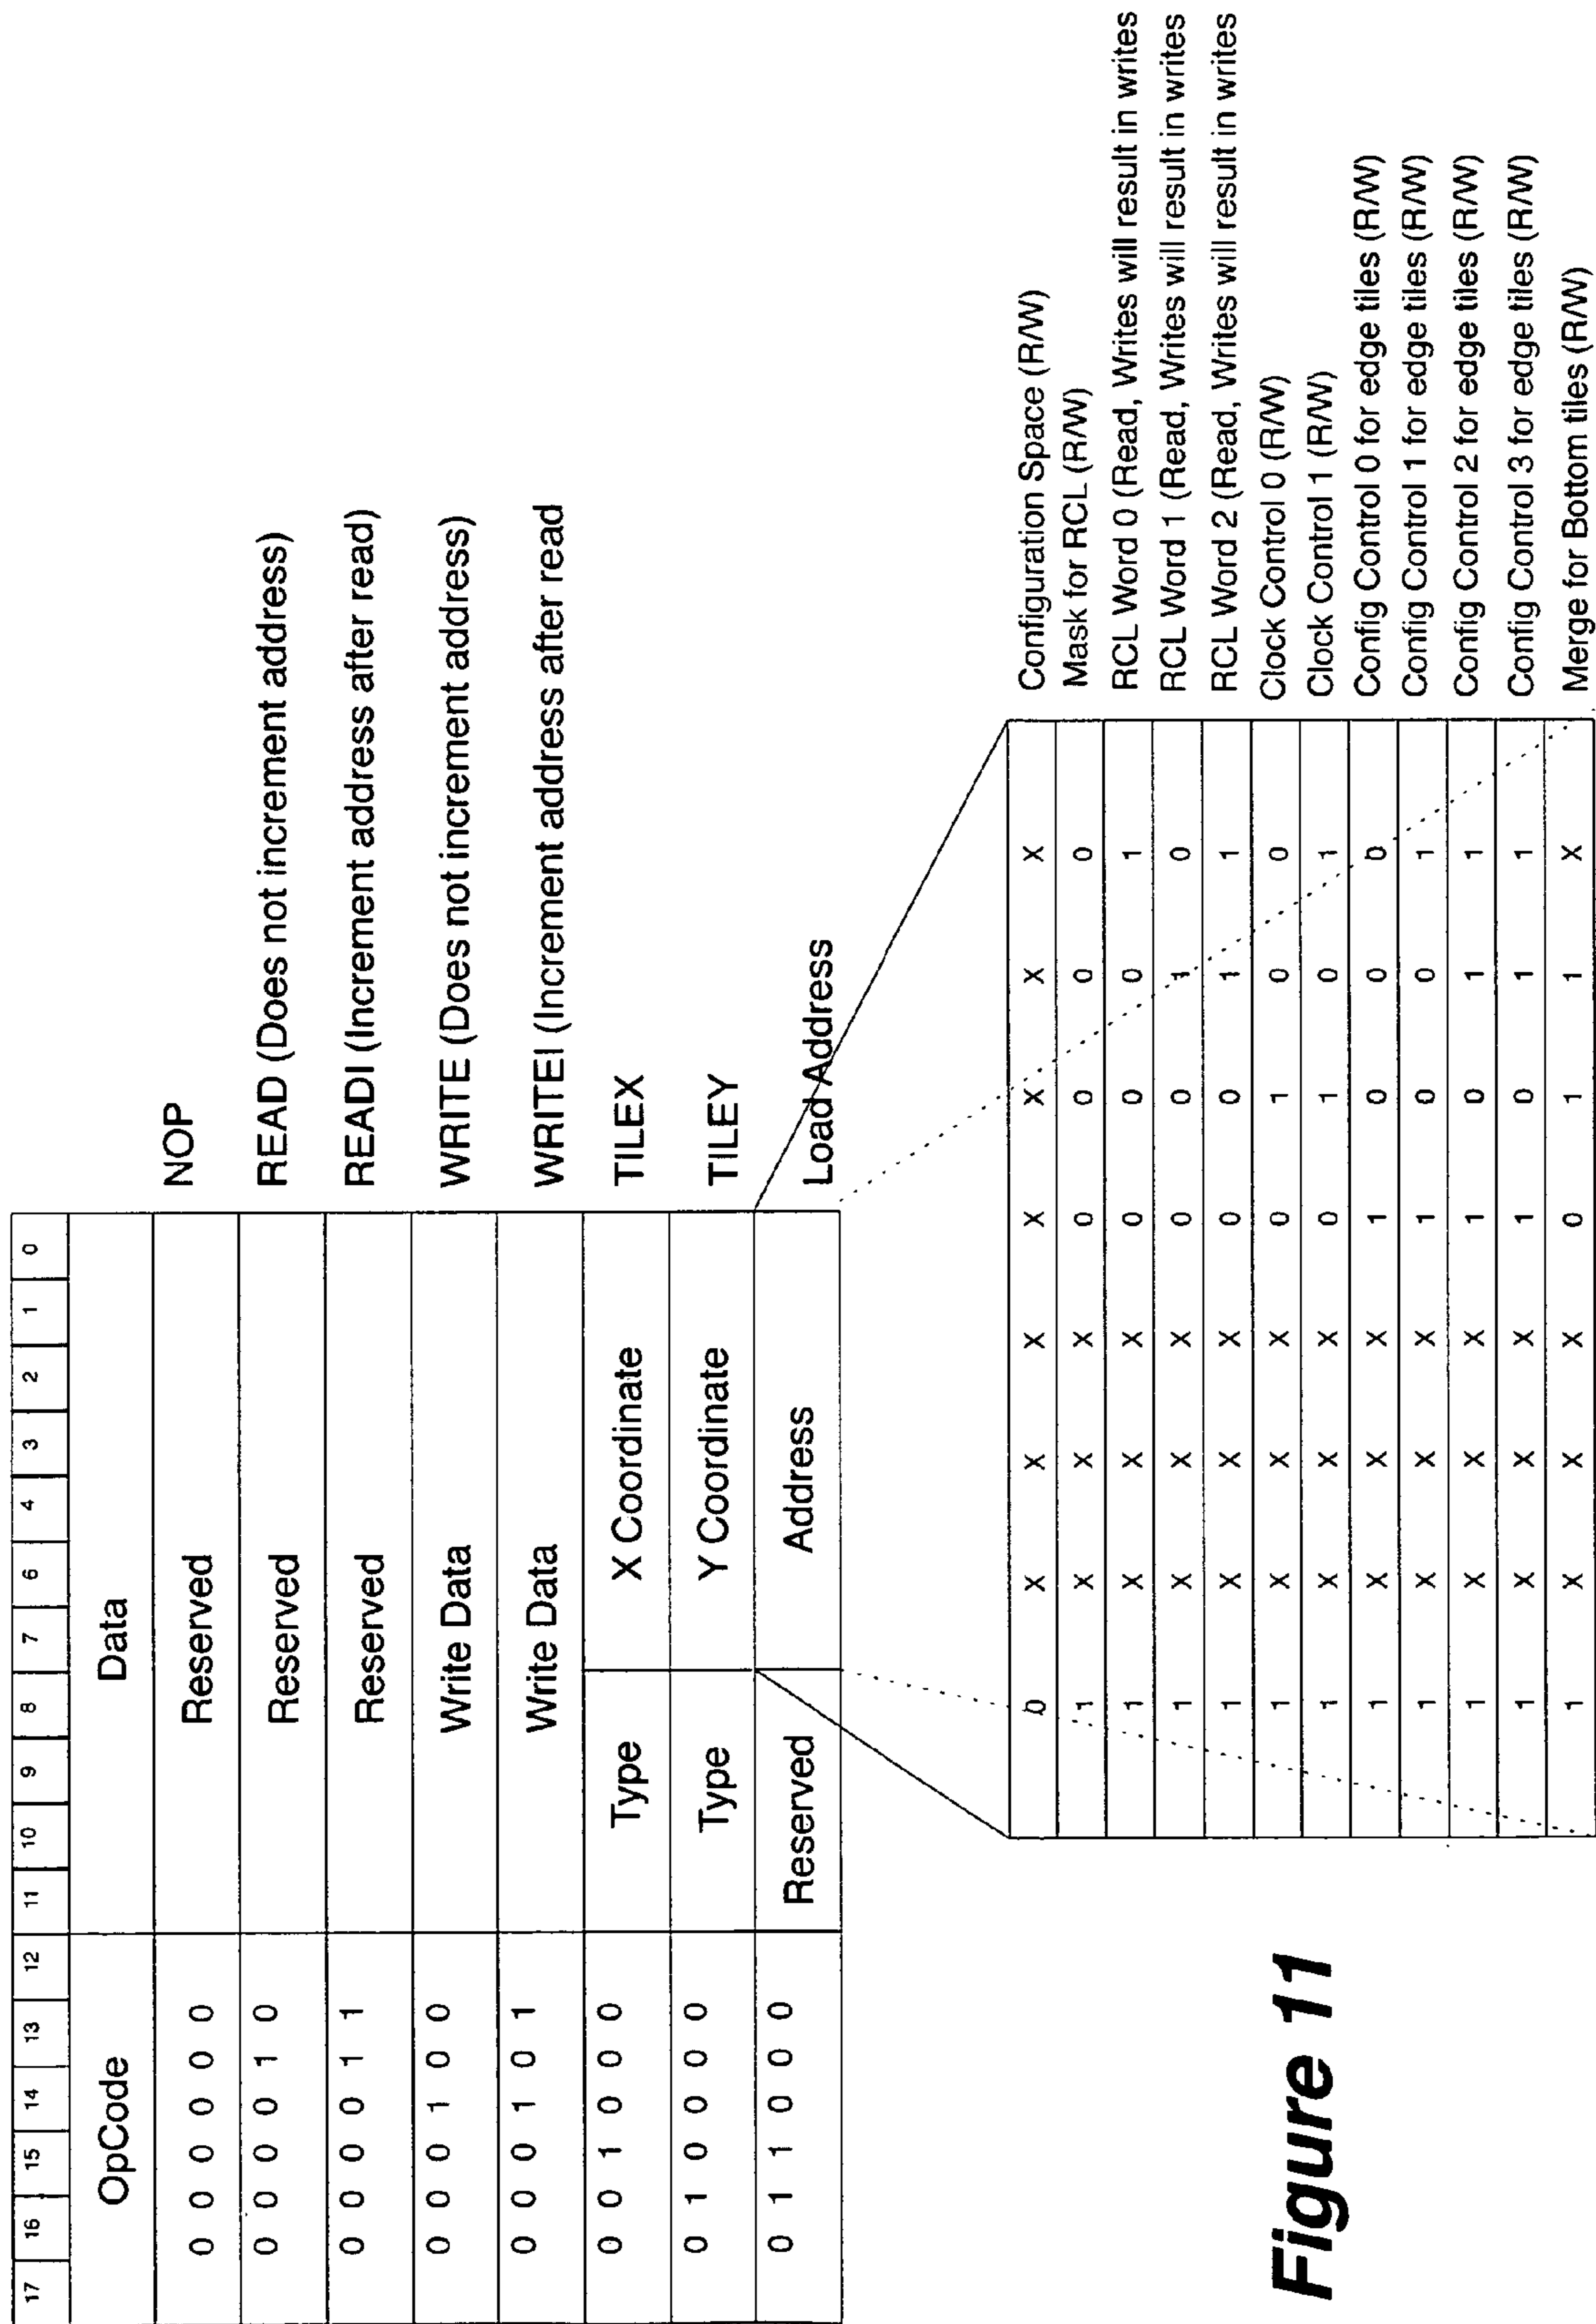 17 16 15 14 13 12 11 10 9 8 7 6 4 3 2 1 0
OpCode Data
0 0 0 0 0 0 Reserved NOP
0 0 0 0 1 0 Reserved READ (Does not increment address)
0 0 0 0 1 1 Reserved READI (Increment address after read)
0 0 0 1 0 0 Write Data WRITE (Does not increment address)
0 0 0 1 0 1 Write Data WRITEI (Increment address after read
0 0 1 0 0 0 Type X Coordinate TILEX
0 1 0 0 0 0 Type Y Coordinate TILEY
0 1 1 0 0 0 Reserved Address Load Address
0 X X X X X X X Configuration Space (R/W)
1 X X X 0 0 0 0 Mask for RCL (R/W)
1 X X X 0 0 0 1 RCL Word 0 (Read, Writes will result in writes
1 X X X 0 0 1 0 RCL Word 1 (Read, Writes will result in writes
1 X X X 0 0 1 1 RCL Word 2 (Read, Writes will result in writes
1 X X X 0 1 0 0 Clock Control 0 (R/W)
1 X X X 0 1 0 1 Clock Control 1 (R/W)
1 X X X 1 0 0 0 Config Control 0 for edge tiles (R/W)
1 X X X 1 0 0 1 Config Control 1 for edge tiles (R/W)
1 X X X 1 0 1 1 Config Control 2 for edge tiles (R/W)
1 X X X 1 0 1 1 Config Control 3 for edge tiles (R/W)
1 X X X 0 1 1 X Merge for Bottom tiles (R/W)
Figure 11